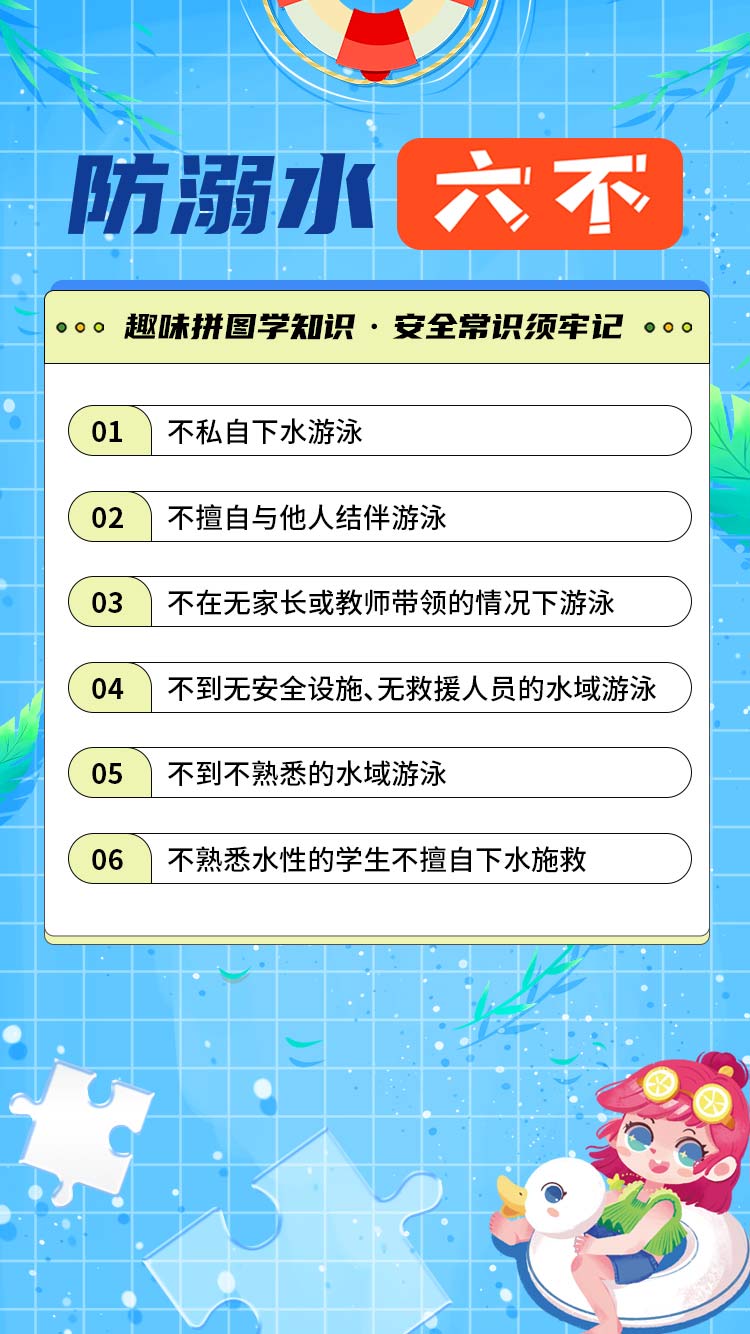 防溺水 六不
趣味拼图学知识·安全常识须牢记
01 不私自下水游泳
02 不擅自与他人结伴游泳
03 不在无家长或教师带领的情况下游泳
04 不到无安全设施、无救援人员的水域游泳
05 不到不熟悉的水域游泳
06 不熟悉水性的学生不擅自下水施救